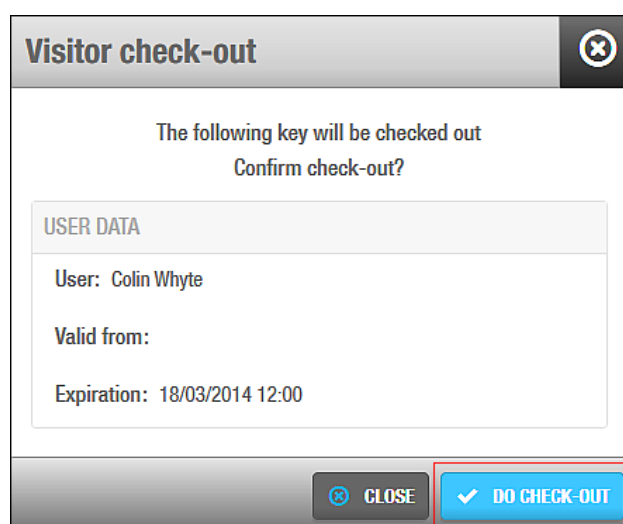 Visitor check-out
The following key will be checked out
Confirm check-out?
USER DATA
User: Colin Whyte
Valid from:
Expiration: 18/03/2014 12:00
CLOSE
DO CHECK-OUT